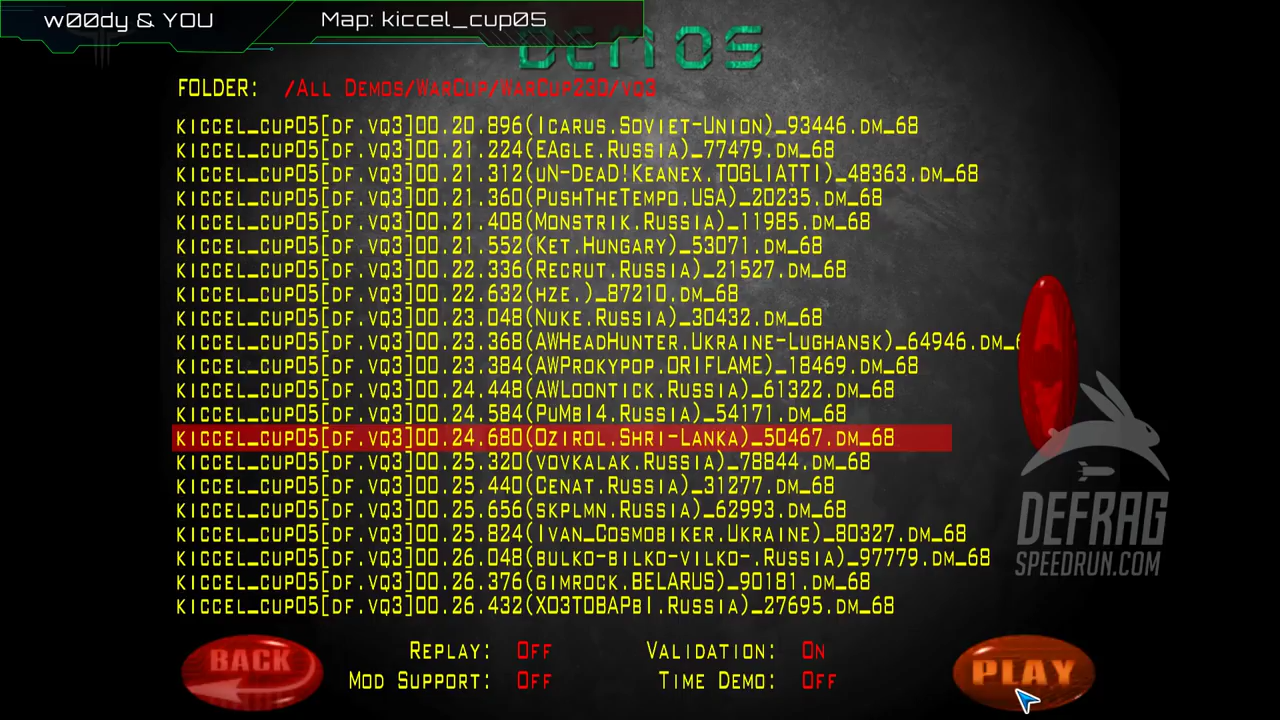 w00dy & YOU
Map: kiccel_cup05
DEMOS
FOLDER: /All Demos/WarCup/WarCup230/vq3
kiccel_cup05[df.vq3]00.20.896(Icarus.Soviet-Union)_93446.dm_68
kiccel_cup05[df.vq3]00.21.224(EAgle.Russia)_77479.dm_68
kiccel_cup05[df.vq3]00.21.312(uN-DeaD!Keanex.TOGLIATTI)_48363.dm_68
kiccel_cup05[df.vq3]00.21.360(PushTheTempo.USA)_20235.dm_68
kiccel_cup05[df.vq3]00.21.408(Monstrik.Russia)_11985.dm_68
kiccel_cup05[df.vq3]00.21.552(Ket.Hungary)_53071.dm_68
kiccel_cup05[df.vq3]00.22.336(Recrut.Russia)_21527.dm_68
kiccel_cup05[df.vq3]00.22.632(hze.)_87210.dm_68
kiccel_cup05[df.vq3]00.23.048(Nuke.Russia)_30432.dm_68
kiccel_cup05[df.vq3]00.23.368(AWHeadHunter.Ukraine-Lughansk)_64946.dm_6
kiccel_cup05[df.vq3]00.23.384(AWProkypop.ORIFLAME)_18469.dm_68
kiccel_cup05[df.vq3]00.24.448(AWLoontick.Russia)_61322.dm_68
kiccel_cup05[df.vq3]00.24.584(PuMbI4.Russia)_54171.dm_68
kiccel_cup05[df.vq3]00.24.680(Ozirol.Shri-Lanka)_50467.dm_68
kiccel_cup05[df.vq3]00.25.320(vovkalak.Russia)_78844.dm_68
kiccel_cup05[df.vq3]00.25.440(Cenat.Russia)_31277.dm_68
kiccel_cup05[df.vq3]00.25.656(skplmn.Russia)_62993.dm_68
kiccel_cup05[df.vq3]00.25.824(Ivan_Cosmobiker.Ukraine)_80327.dm_68
kiccel_cup05[df.vq3]00.26.048(bulko-bilko-vilko-.Russia)_97779.dm_68
kiccel_cup05[df.vq3]00.26.376(gimrock.BELARUS)_90181.dm_68
kiccel_cup05[df.vq3]00.26.432(XO3TOBAPbI.Russia)_27695.dm_68
DEFRAG
SPEEDRUN.COM
BACK
Replay: Off
Validation: On
Mod Support: Off
Time Demo: Off
PLAY